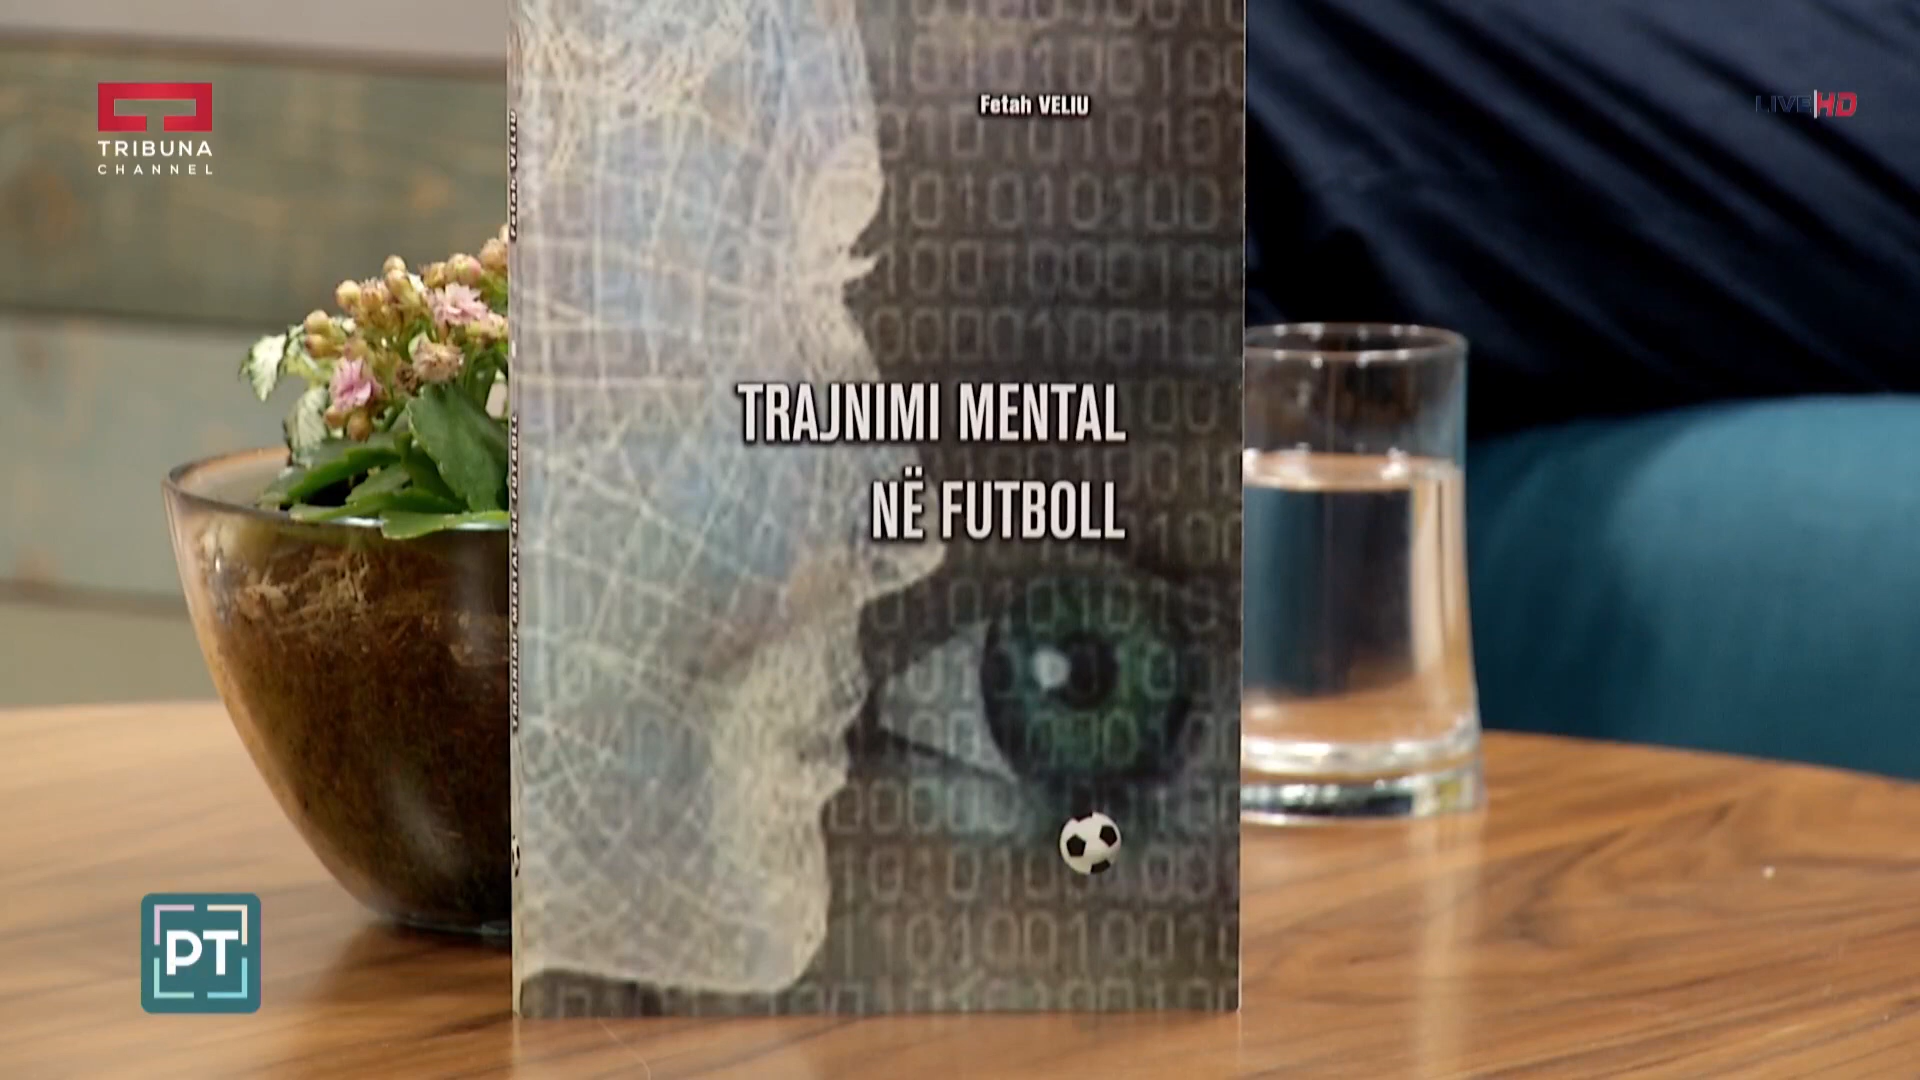 TRIBUNA
CHANNEL
LIVE HD
Fetah VELIU
TRAJNIMI MENTAL
NË FUTBOLL
Fetah VELIU
TRAJNIMI MENTAL NË FUTBOLL
PT